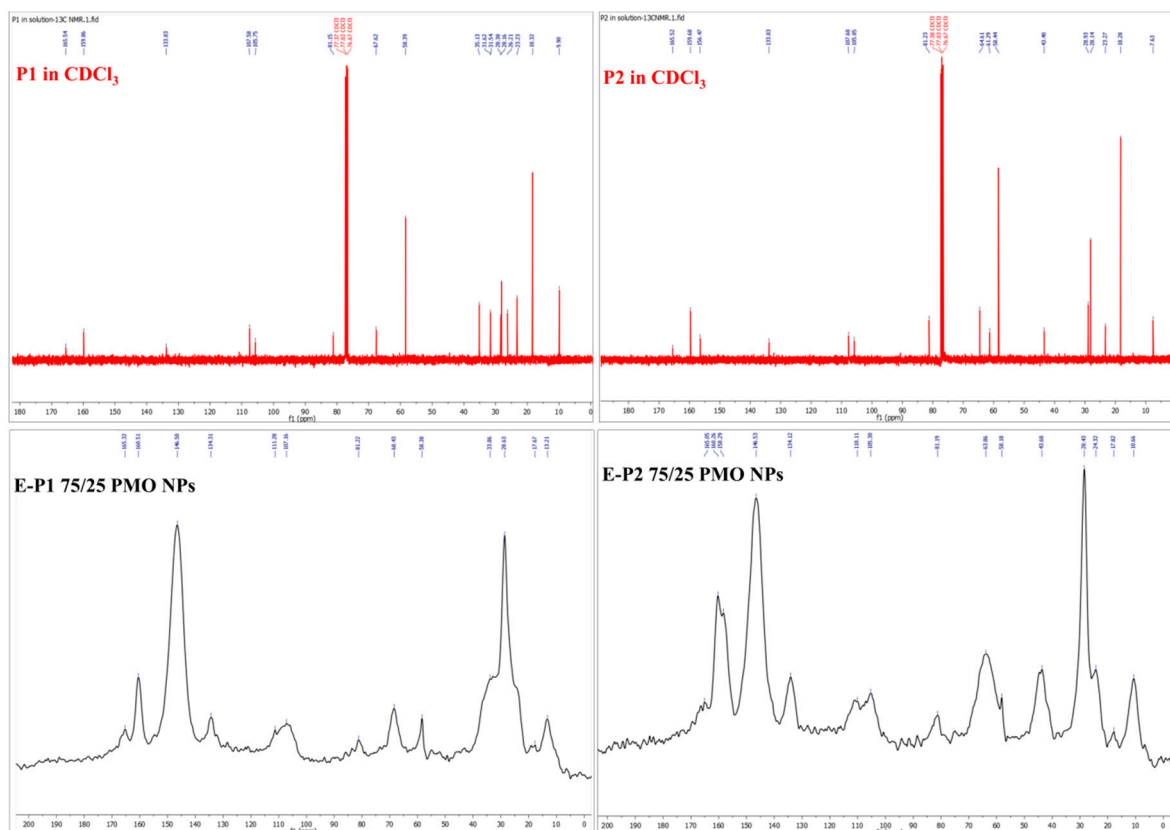 P1 in solution-13C NMR.1.fid
165.54 159.86 133.83 107.58 105.75 81.15 77.37 CDCl3 77.02 CDCl3 76.67 CDCl3 67.62 58.39 35.13 31.62 31.54 28.38 28.16 26.21 23.23 18.32 9.90
P1 in CDCl3
180 170 160 150 140 130 120 110 100 90 80 70 60 50 40 30 20 10 0
f1 (ppm)
P2 in solution-13CNMR.1.fid
165.52 159.68 156.47 133.83 107.68 105.85 81.23 77.36 CDCl3 77.03 CDCl3 76.67 CDCl3 64.61 61.29 58.44 43.40 28.93 28.14 23.27 18.28 7.63
P2 in CDCl3
180 170 160 150 140 130 120 110 100 90 80 70 60 50 40 30 20 10
f1 (ppm)
165.32 160.51 146.50 134.31 111.28 107.16 81.22 68.43 58.38 33.86 28.63 17.67 13.21
E-P1 75/25 PMO NPs
200 190 180 170 160 150 140 130 120 110 100 90 80 70 60 50 40 30 20 10 0
165.05 160.26 158.29 146.53 134.12 110.11 105.30 81.19 63.86 58.18 43.68 28.43 24.32 17.82 10.66
E-P2 75/25 PMO NPs
200 190 180 170 160 150 140 130 120 110 100 90 80 70 60 50 40 30 20 10 0